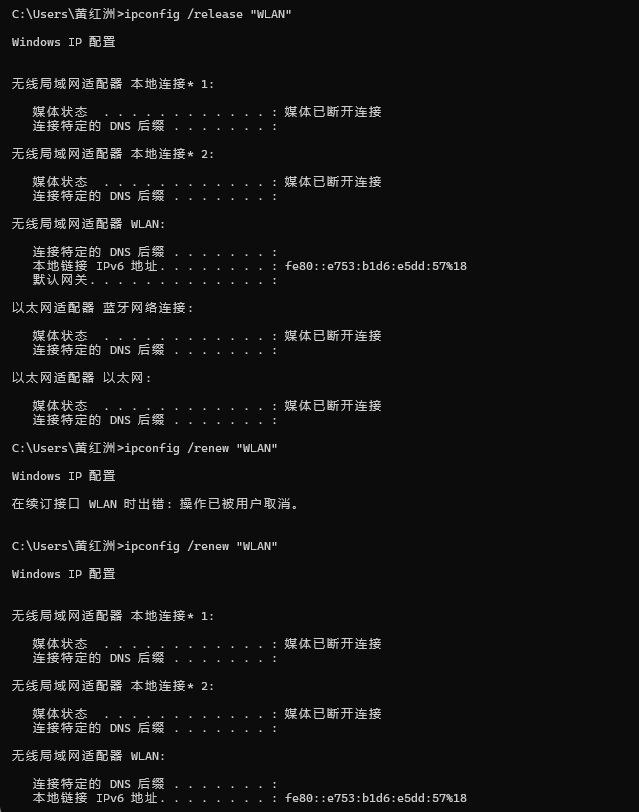 C:\Users\黄红洲>ipconfig /release "WLAN"
Windows IP 配置
无线局域网适配器 本地连接* 1:
媒体状态 . . . . . . . . . . . . : 媒体已断开连接
连接特定的 DNS 后缀 . . . . . . . :
无线局域网适配器 本地连接* 2:
媒体状态 . . . . . . . . . . . . : 媒体已断开连接
连接特定的 DNS 后缀 . . . . . . . :
无线局域网适配器 WLAN:
连接特定的 DNS 后缀 . . . . . . . :
本地链接 IPv6 地址. . . . . . . . : fe80::e753:b1d6:e5dd:57%18
默认网关. . . . . . . . . . . . . :
以太网适配器 蓝牙网络连接:
媒体状态 . . . . . . . . . . . . : 媒体已断开连接
连接特定的 DNS 后缀 . . . . . . . :
以太网适配器 以太网:
媒体状态 . . . . . . . . . . . . : 媒体已断开连接
连接特定的 DNS 后缀 . . . . . . . :
C:\Users\黄红洲>ipconfig /renew "WLAN"
Windows IP 配置
在续订接口 WLAN 时出错: 操作已被用户取消。
C:\Users\黄红洲>ipconfig /renew "WLAN"
Windows IP 配置
无线局域网适配器 本地连接* 1:
媒体状态 . . . . . . . . . . . . : 媒体已断开连接
连接特定的 DNS 后缀 . . . . . . . :
无线局域网适配器 本地连接* 2:
媒体状态 . . . . . . . . . . . . : 媒体已断开连接
连接特定的 DNS 后缀 . . . . . . . :
无线局域网适配器 WLAN:
连接特定的 DNS 后缀 . . . . . . . :
本地链接 IPv6 地址. . . . . . . . : fe80::e753:b1d6:e5dd:57%18